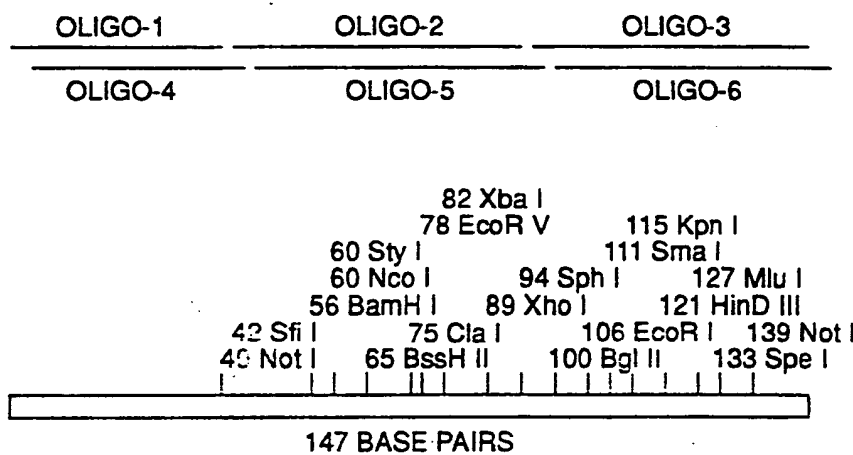 OLIGO-1 OLIGO-2 OLIGO-3
OLIGO-4 OLIGO-5 OLIGO-6
82 Xba I
78 EcoR V 115 Kpn I
60 Sty I 111 Sma I
60 Nco I 94 Sph I 127 Mlu I
56 BamH I 89 Xho I 121 HinD III
42 Sfi I 75 Cla I 106 EcoR I 139 Not I
49 Not I 65 BssH II 100 Bgl II 133 Spe I
147 BASE PAIRS